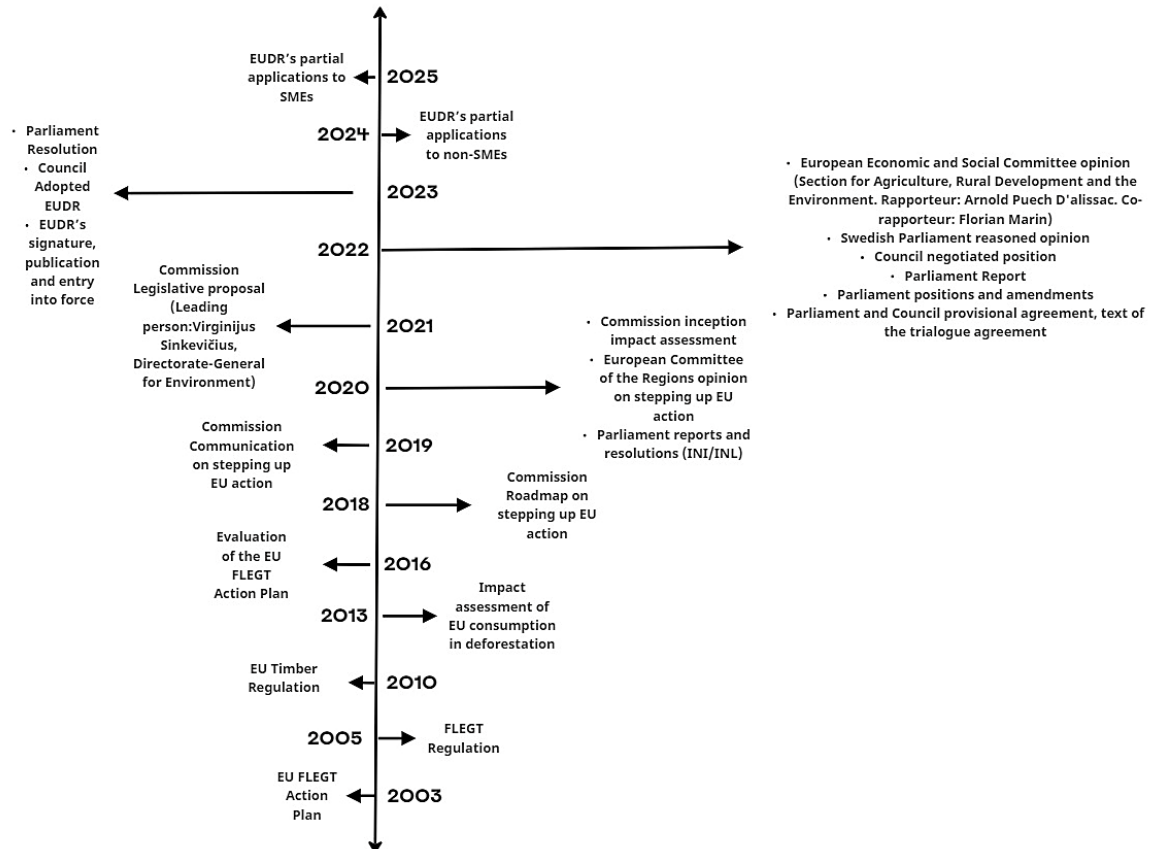 EUDR's partial
applications to
SMEs
2025
2024
EUDR's partial
applications
to non-SMEs
• Parliament
Resolution
• Council
Adopted
EUDR
• EUDR's
signature,
publication
and entry
into force
2023
2022
• European Economic and Social Committee opinion
(Section for Agriculture, Rural Development and the
Environment. Rapporteur: Arnold Puech D'alissac. Co-
rapporteur: Florian Marin)
• Swedish Parliament reasoned opinion
• Council negotiated position
• Parliament Report
• Parliament positions and amendments
• Parliament and Council provisional agreement, text of
the trialogue agreement
Commission
Legislative proposal
(Leading
person:Virginijus
Sinkevičius,
Directorate-General
for Environment)
2021
2020
• Commission inception
impact assessment
• European Committee
of the Regions opinion
on stepping up EU
action
• Parliament reports and
resolutions (INI/INL)
Commission
Communication
on stepping up
EU action
2019
2018
Commission
Roadmap on
stepping up EU
action
Evaluation
of the EU
FLEGT
Action Plan
2016
2013
Impact
assessment of
EU consumption
in deforestation
EU Timber
Regulation
2010
2005
FLEGT
Regulation
EU FLEGT
Action
Plan
2003